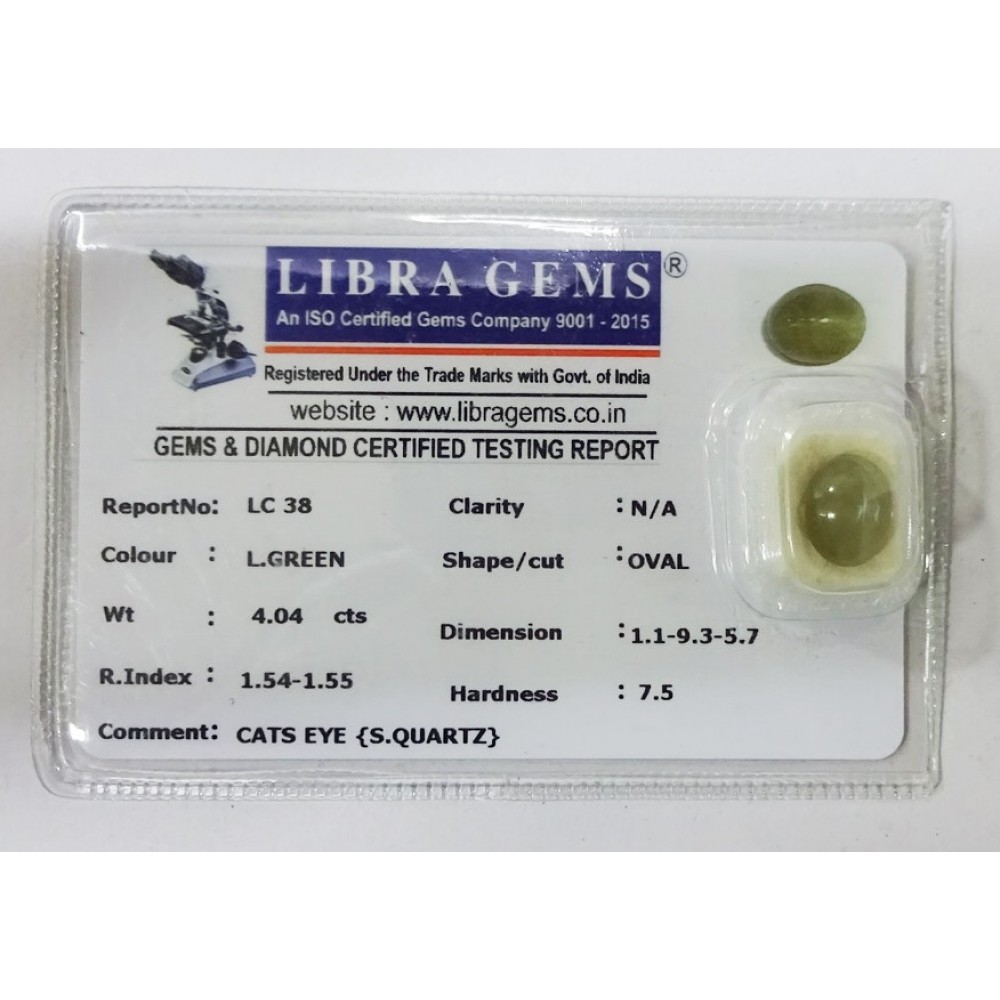 LIBRA GEMS ®
An ISO Certified Gems Company 9001 - 2015
Registered Under the Trade Marks with Govt. of India
website : www.libragems.co.in
GEMS & DIAMOND CERTIFIED TESTING REPORT
ReportNo: LC 38 Clarity : N/A
Colour : L.GREEN Shape/cut : OVAL
Wt : 4.04 cts Dimension : 1.1-9.3-5.7
R.Index : 1.54-1.55 Hardness : 7.5
Comment: CATS EYE {S.QUARTZ}